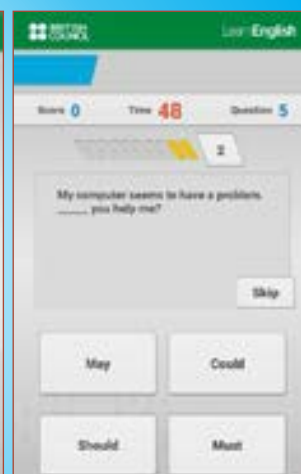 BRITISH
COUNCIL
LearnEnglish
Score 0 Time 48 Question 5
2
My computer seems to have a problem.
_____ you help me?
Skip
May Could
Should Must